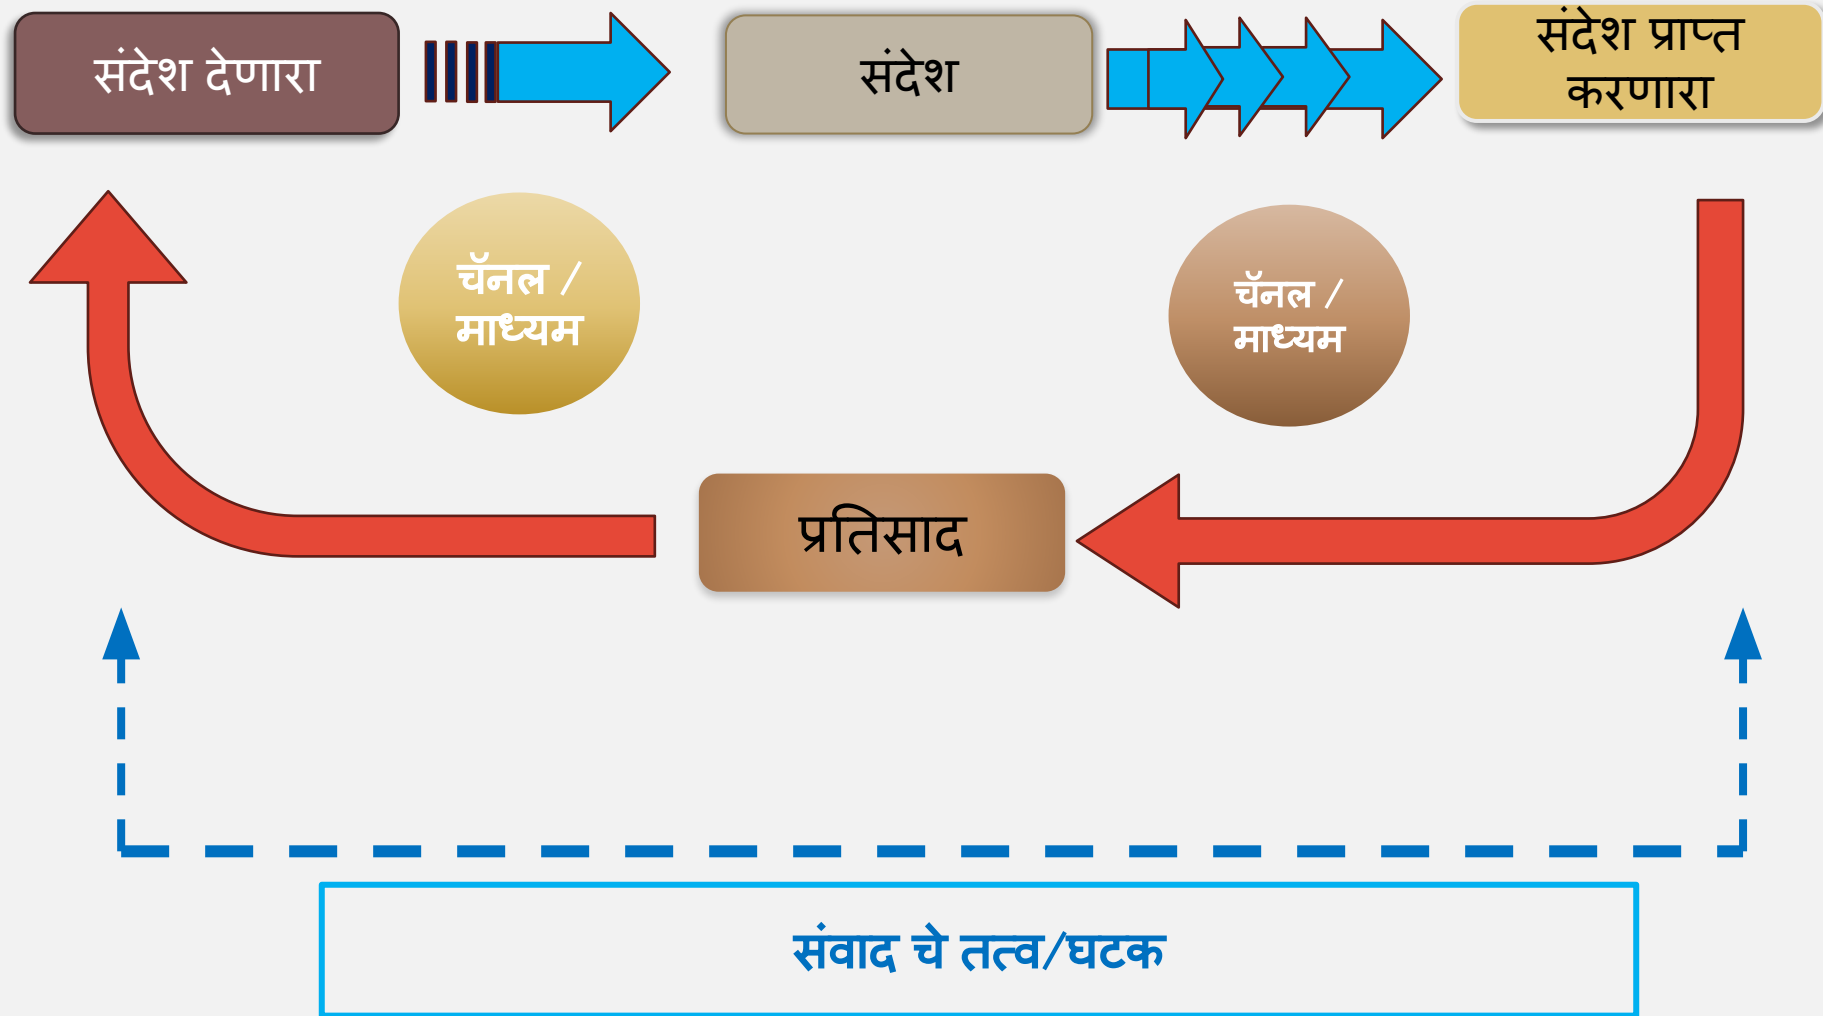 संदेश देणारा
संदेश
संदेश प्राप्त
करणारा
चॅनल /
माध्यम
चॅनल /
माध्यम
प्रतिसाद
संवाद चे तत्व/घटक